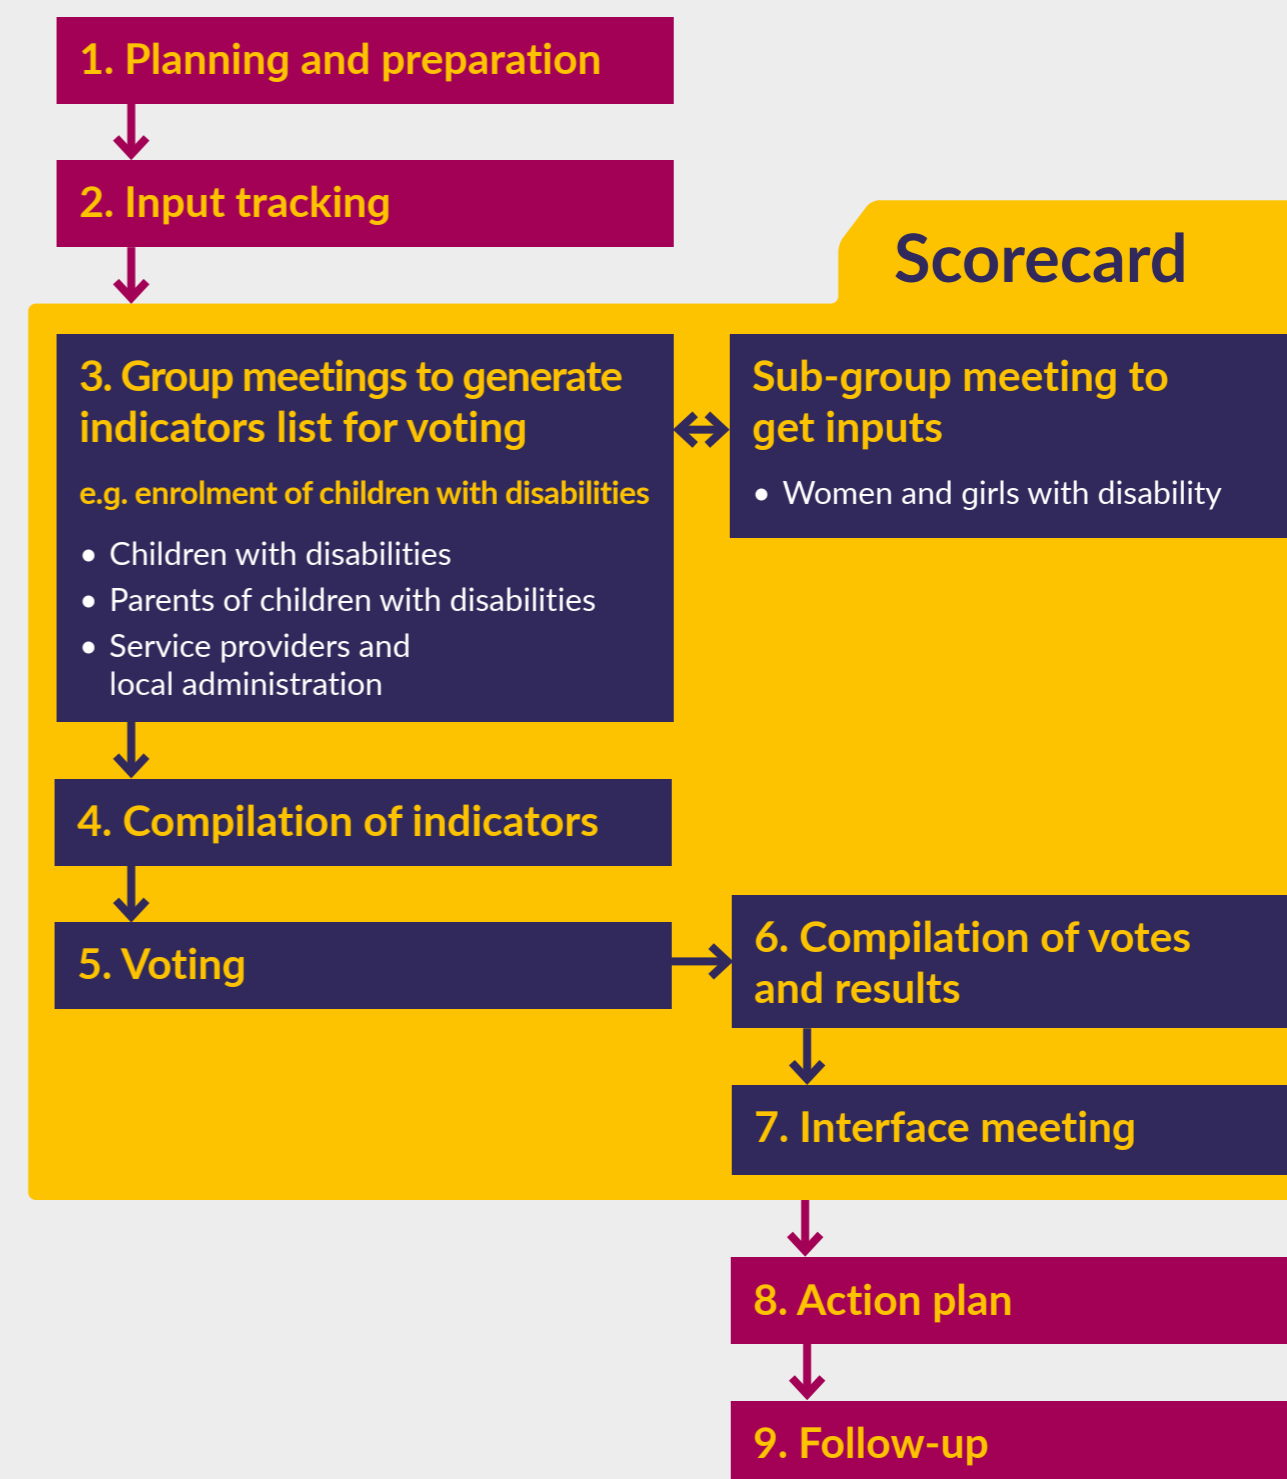 1. Planning and preparation
2. Input tracking
Scorecard
3. Group meetings to generate
indicators list for voting
e.g. enrolment of children with disabilities
• Children with disabilities
• Parents of children with disabilities
• Service providers and
local administration
Sub-group meeting to
get inputs
• Women and girls with disability
4. Compilation of indicators
5. Voting
6. Compilation of votes
and results
7. Interface meeting
8. Action plan
9. Follow-up